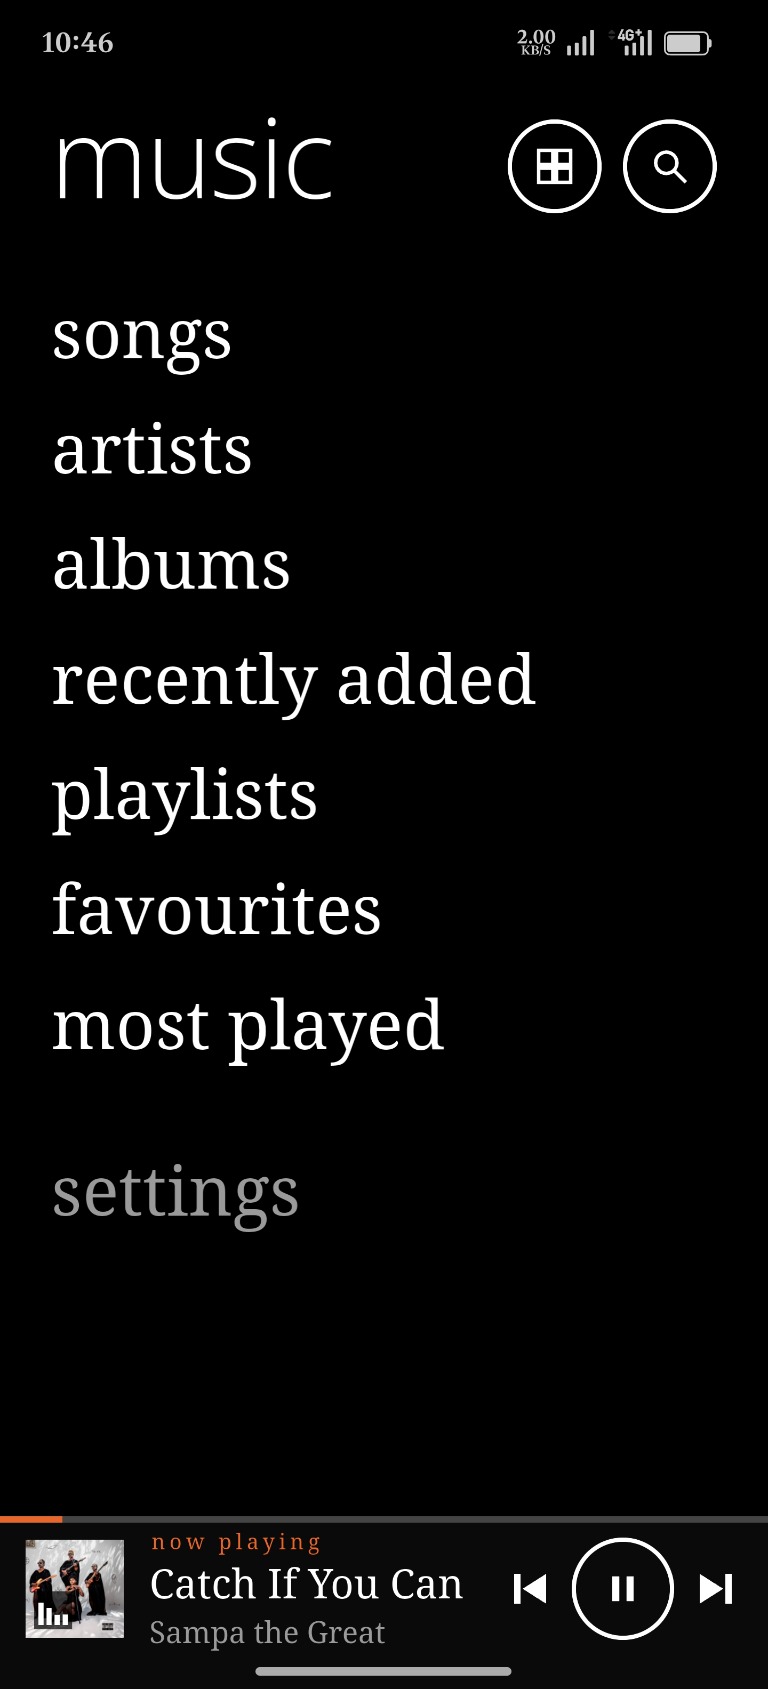 10:46
2.00
KB/S
4G+
music
songs
artists
albums
recently added
playlists
favourites
most played
settings
now playing
Catch If You Can
Sampa the Great